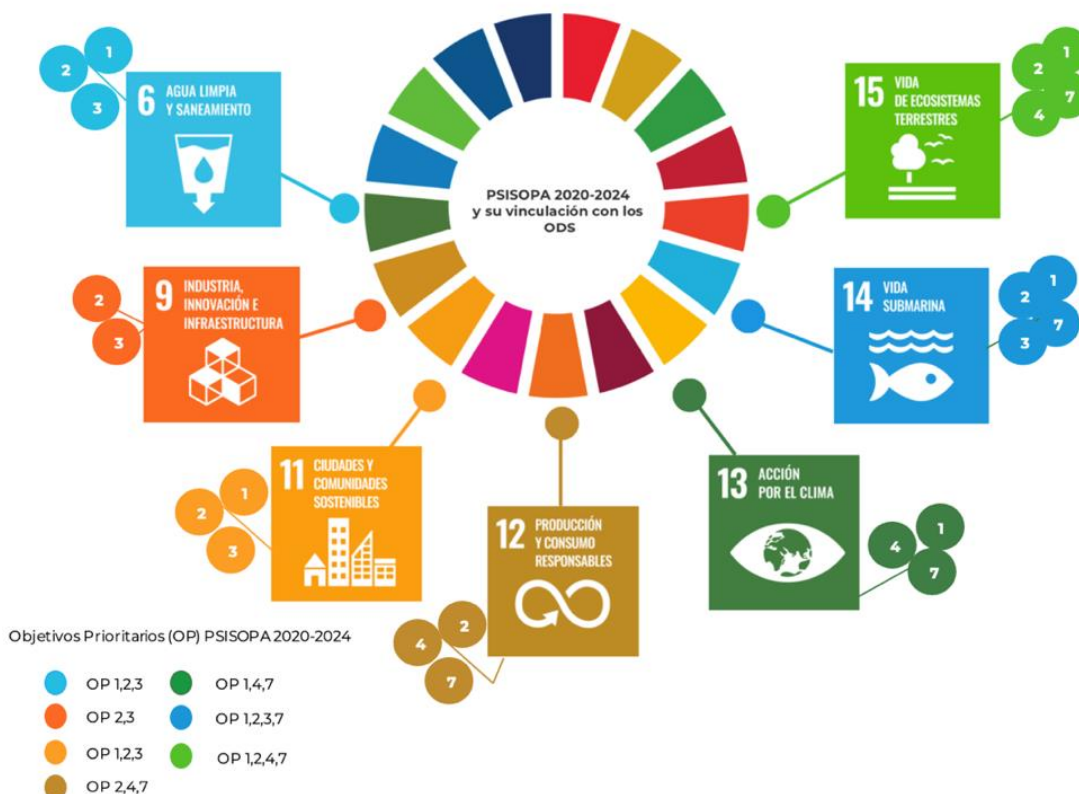 1
2
3
6 AGUA LIMPIA
Y SANEAMIENTO
PSISOPA 2020-2024
y su vinculación con los
ODS
15 VIDA
DE ECOSISTEMAS
TERRESTRES
1
2
7
4
9 INDUSTRIA,
INNOVACIÓN E
INFRAESTRUCTURA
2
3
14 VIDA
SUBMARINA
1
2
7
3
11 CIUDADES Y
COMUNIDADES
SOSTENIBLES
1
2
3
12 PRODUCCIÓN
Y CONSUMO
RESPONSABLES
2
4
7
13 ACCIÓN
POR EL CLIMA
1
4
7
Objetivos Prioritarios (OP) PSISOPA 2020-2024
OP 1,2,3
OP 2,3
OP 1,2,3
OP 2,4,7
OP 1,4,7
OP 1,2,3,7
OP 1,2,4,7